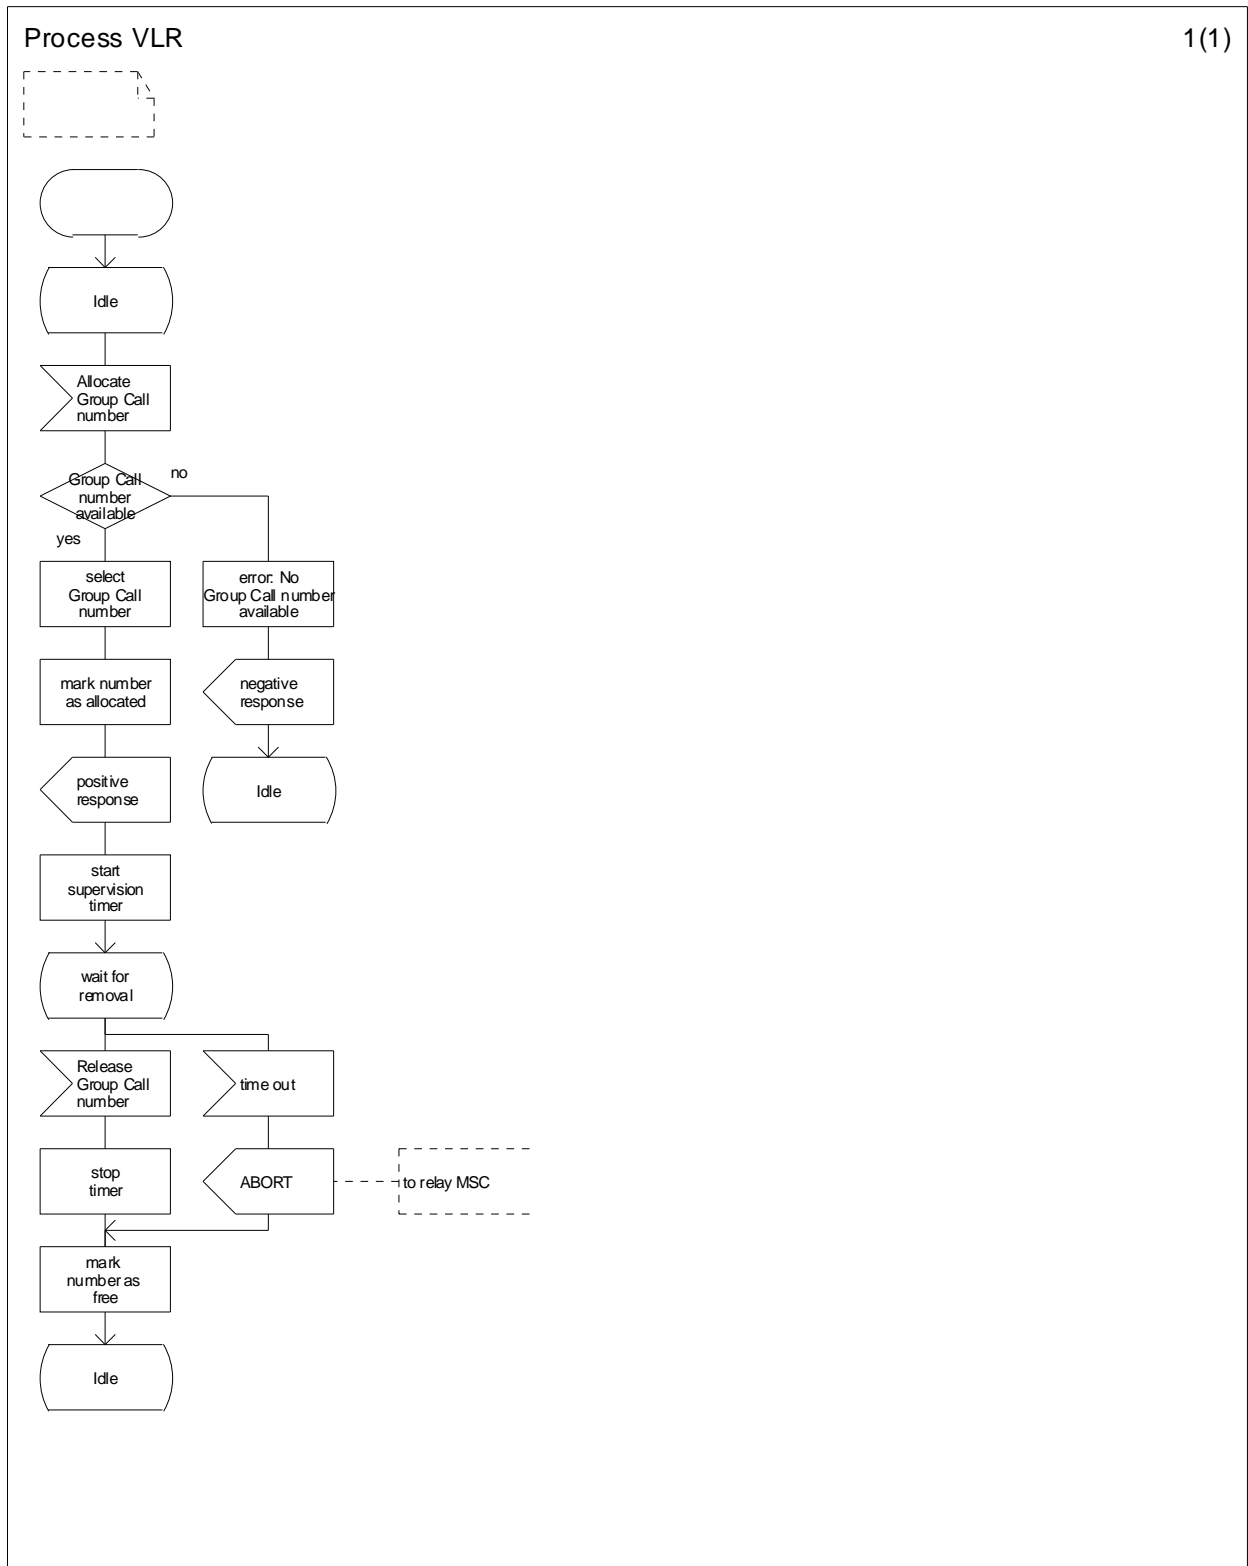 Process VLR
1(1)
Idle
Allocate
Group Call
number
Group Call
number
available
no
yes
select
Group Call
number
error: No
Group Call number
available
mark number
as allocated
negative
response
positive
response
Idle
start
supervision
timer
wait for
removal
Release
Group Call
number
time out
stop
timer
ABORT
to relay MSC
mark
number as
free
Idle